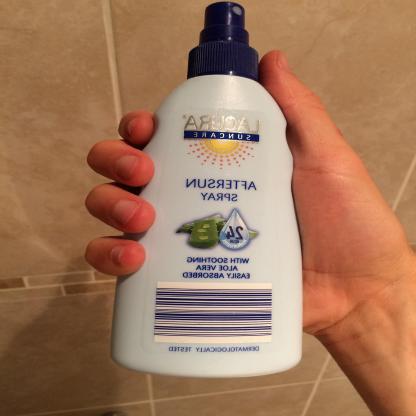 LACURA®
SUNCARE
AFTERSUN
SPRAY
24
WITH SOOTHING
ALOE VERA
EASILY ABSORBED
DERMATOLOGICALLY TESTED